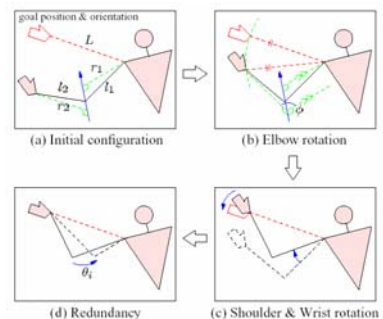 goal position & orientation
L
r₁
l₂
l₁
r₂
(a) Initial configuration
ϕ
(b) Elbow rotation
θᵢ
(d) Redundancy
(c) Shoulder & Wrist rotation